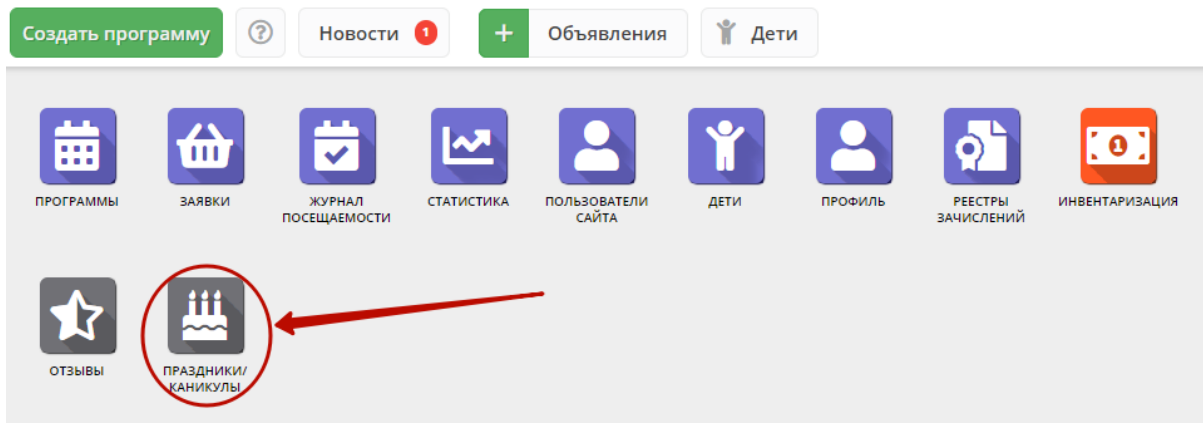 Создать программу
?
Новости 1
+ Объявления
Дети
ПРОГРАММЫ
ЗАЯВКИ
ЖУРНАЛ
ПОСЕЩАЕМОСТИ
СТАТИСТИКА
ПОЛЬЗОВАТЕЛИ
САЙТА
ДЕТИ
ПРОФИЛЬ
РЕЕСТРЫ
ЗАЧИСЛЕНИЙ
1
ИНВЕНТАРИЗАЦИЯ
ОТЗЫВЫ
ПРАЗДНИКИ/
КАНИКУЛЫ